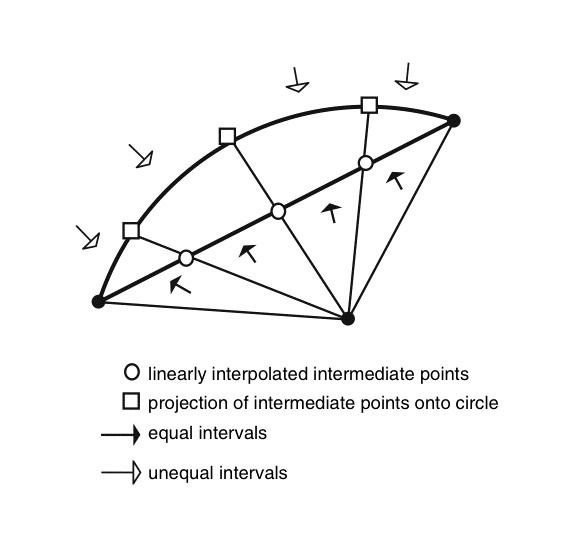 linearly interpolated intermediate points
projection of intermediate points onto circle
equal intervals
unequal intervals